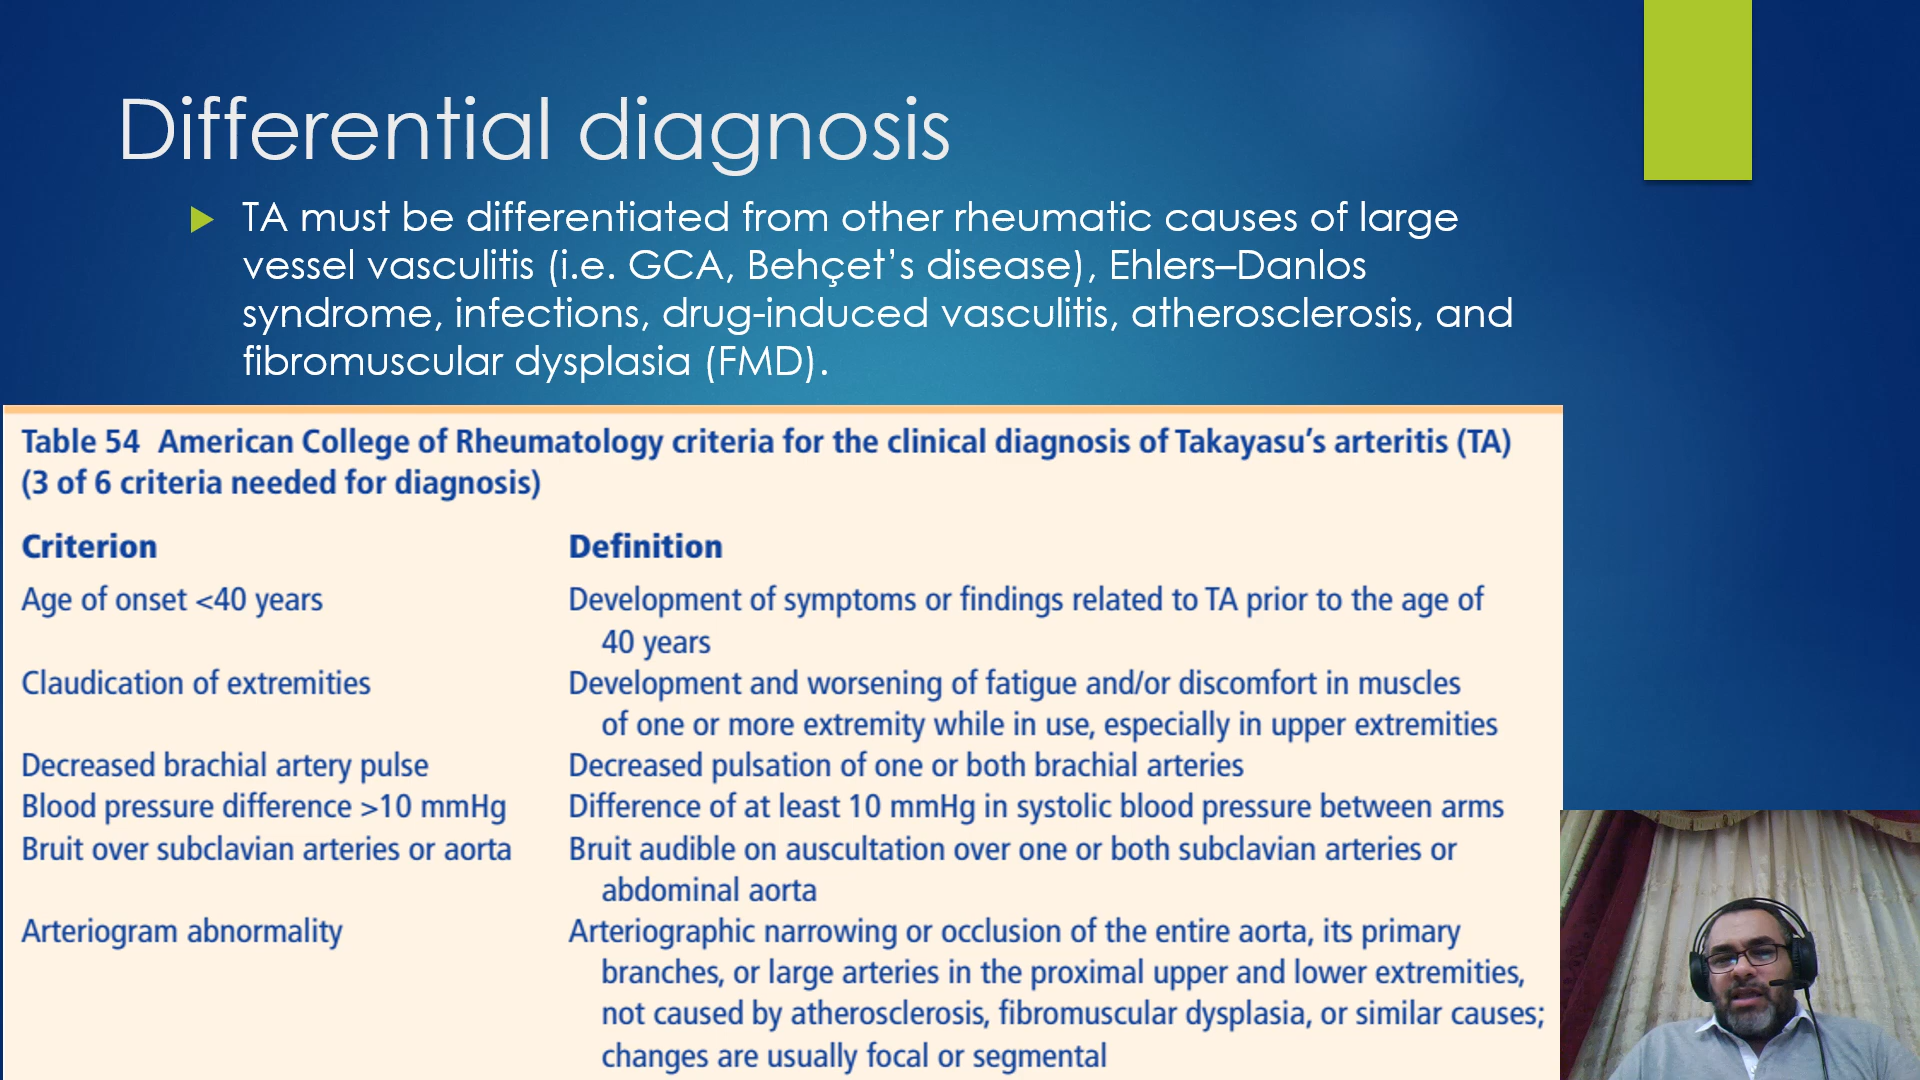 Differential diagnosis
TA must be differentiated from other rheumatic causes of large
vessel vasculitis (i.e. GCA, Behçet’s disease), Ehlers–Danlos
syndrome, infections, drug-induced vasculitis, atherosclerosis, and
fibromuscular dysplasia (FMD).
Table 54 American College of Rheumatology criteria for the clinical diagnosis of Takayasu’s arteritis (TA)
(3 of 6 criteria needed for diagnosis)
Criterion Definition
Age of onset <40 years Development of symptoms or findings related to TA prior to the age of
40 years
Claudication of extremities Development and worsening of fatigue and/or discomfort in muscles
of one or more extremity while in use, especially in upper extremities
Decreased brachial artery pulse Decreased pulsation of one or both brachial arteries
Blood pressure difference >10 mmHg Difference of at least 10 mmHg in systolic blood pressure between arms
Bruit over subclavian arteries or aorta Bruit audible on auscultation over one or both subclavian arteries or
abdominal aorta
Arteriogram abnormality Arteriographic narrowing or occlusion of the entire aorta, its primary
branches, or large arteries in the proximal upper and lower extremities,
not caused by atherosclerosis, fibromuscular dysplasia, or similar causes;
changes are usually focal or segmental